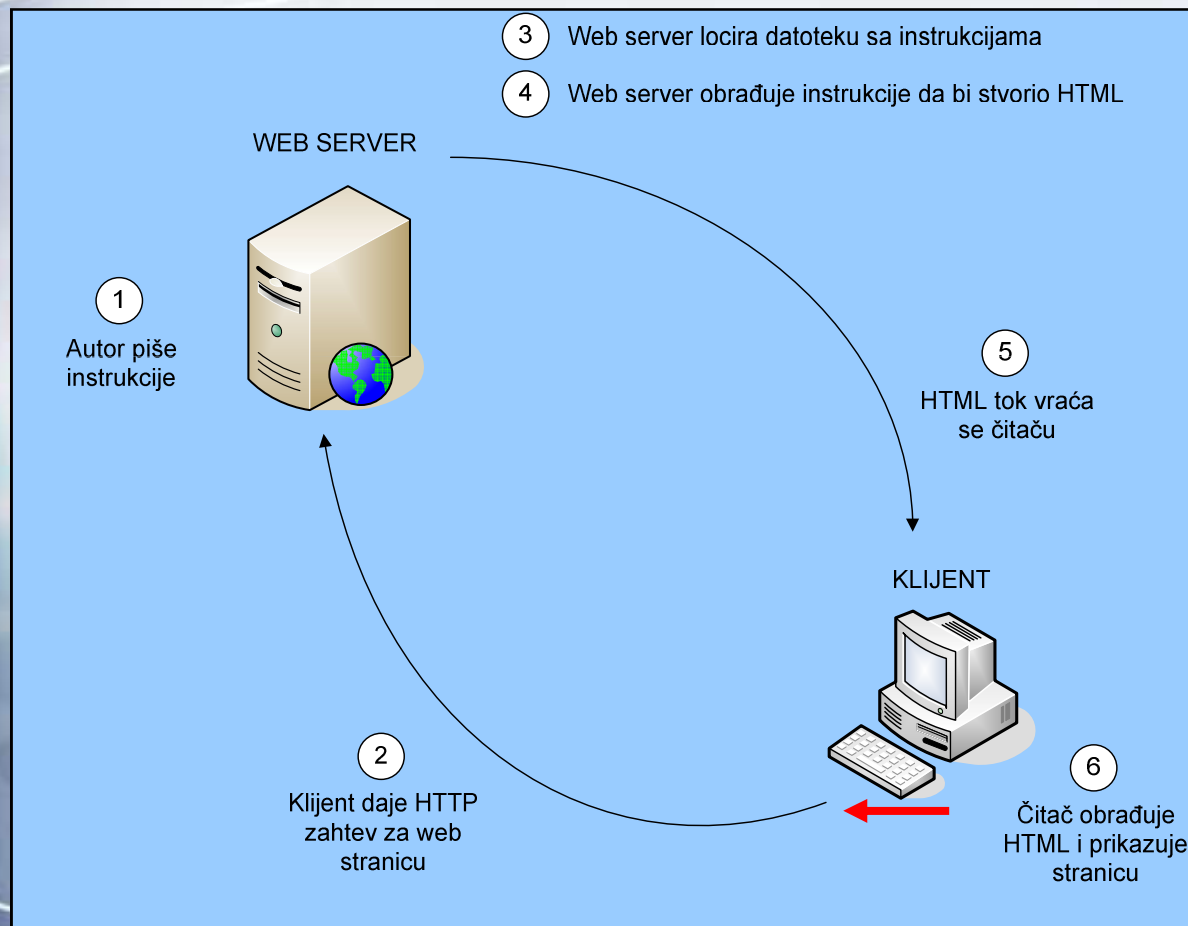 3 Web server locira datoteku sa instrukcijama
4 Web server obrađuje instrukcije da bi stvorio HTML
WEB SERVER
1
Autor piše
instrukcije
5
HTML tok vraća
se čitaču
KLIJENT
2
Klijent daje HTTP
zahtev za web
stranicu
6
Čitač obrađuje
HTML i prikazuje
stranicu